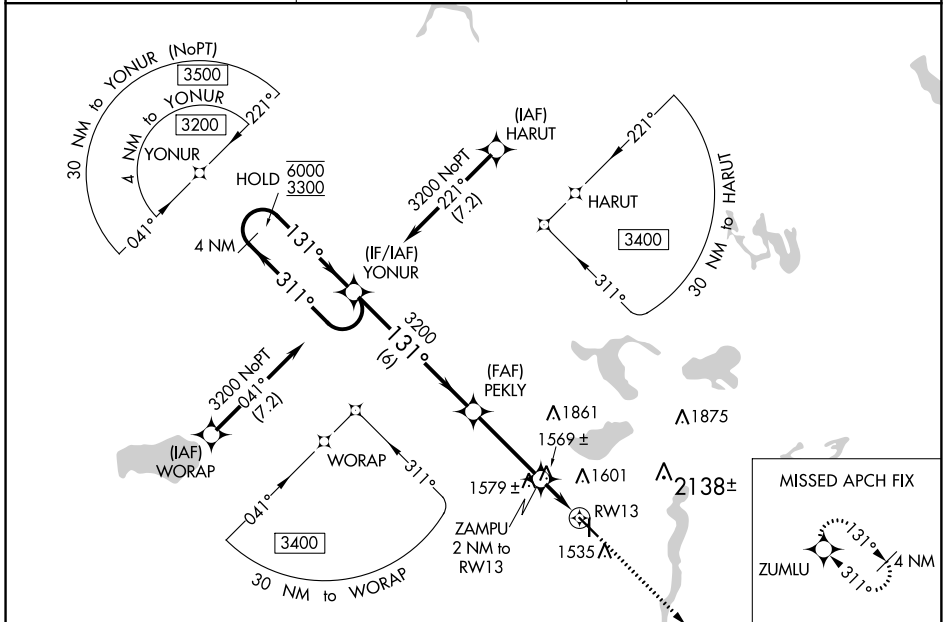 30 NM to YONUR (NoPT)
3500
4 NM to YONUR
3200
221°
YONUR
041°
HOLD
6000
3300
4 NM
131°
311°
(IF/IAF)
YONUR
(IAF)
HARUT
3200 NoPT
221°
(7.2)
221°
HARUT
3400
311°
30 NM to HARUT
3200
131°
(6)
(FAF)
PEKLY
3200 NoPT
041°
(7.2)
(IAF)
WORAP
WORAP
041°
311°
3400
30 NM to WORAP
1861
1875
1569 ±
1579 ±
1601
2138±
ZAMPU
2 NM to
RW13
RW13
1535
MISSED APCH FIX
131°
4 NM
ZUMLU
311°